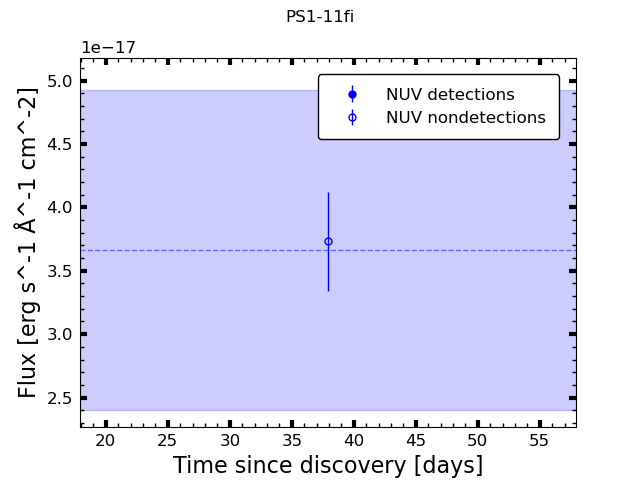 PS1-11fi
1e−17
5.0
4.5
4.0
3.5
3.0
2.5
Flux [erg s^-1 Å^-1 cm^-2]
NUV detections
NUV nondetections
20 25 30 35 40 45 50 55
Time since discovery [days]